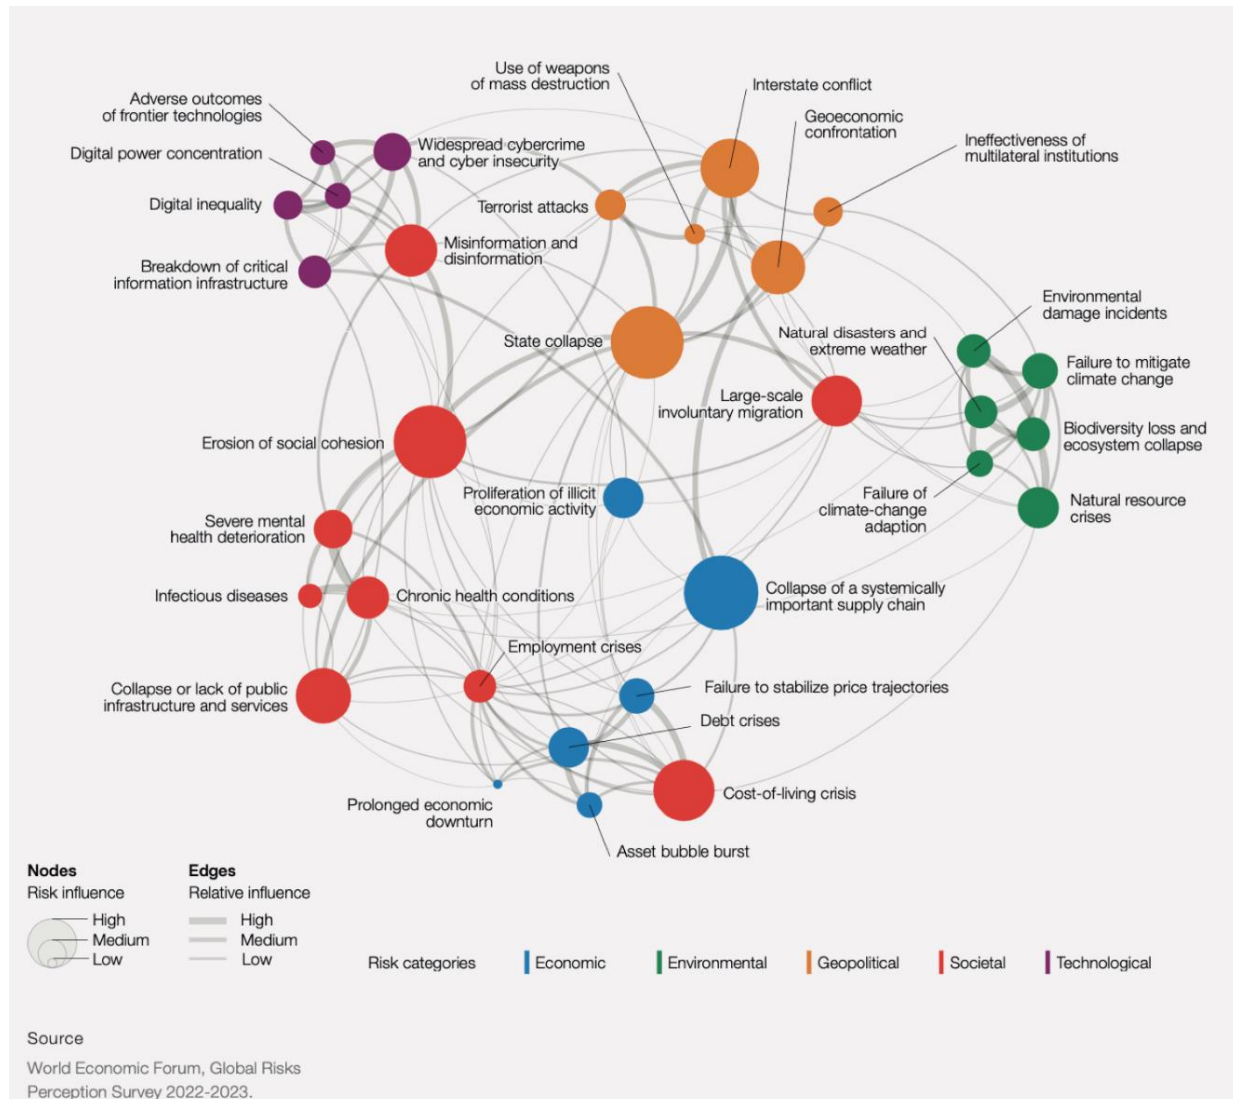 Use of weapons
of mass destruction
Interstate conflict
Adverse outcomes
of frontier technologies
Geoeconomic
confrontation
Ineffectiveness of
multilateral institutions
Digital power concentration
Widespread cybercrime
and cyber insecurity
Digital inequality
Terrorist attacks
Misinformation and
disinformation
Breakdown of critical
information infrastructure
Environmental
damage incidents
Natural disasters and
extreme weather
State collapse
Failure to mitigate
climate change
Large-scale
involuntary migration
Biodiversity loss and
ecosystem collapse
Erosion of social cohesion
Proliferation of illicit
economic activity
Failure of
climate-change
adaption
Natural resource
crises
Severe mental
health deterioration
Infectious diseases
Chronic health conditions
Collapse of a systemically
important supply chain
Employment crises
Collapse or lack of public
infrastructure and services
Failure to stabilize price trajectories
Debt crises
Prolonged economic
downturn
Cost-of-living crisis
Asset bubble burst
Nodes
Risk influence
High
Medium
Low
Edges
Relative influence
High
Medium
Low
Risk categories
Economic
Environmental
Geopolitical
Societal
Technological
Source
World Economic Forum, Global Risks
Perception Survey 2022-2023.